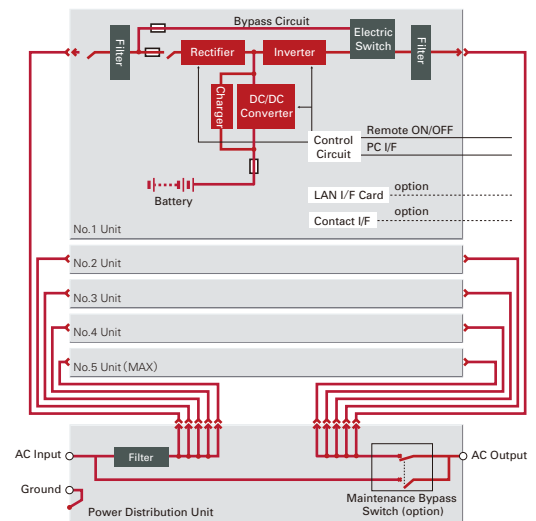 Bypass Circuit
Filter
Rectifier
Inverter
Electric
Switch
Filter
Charger
DC/DC
Converter
Control
Circuit
Remote ON/OFF
PC I/F
Battery
LAN I/F Card
option
Contact I/F
option
No.1 Unit
No.2 Unit
No.3 Unit
No.4 Unit
No.5 Unit (MAX)
AC Input
Filter
AC Output
Ground
Maintenance Bypass
Switch (option)
Power Distribution Unit